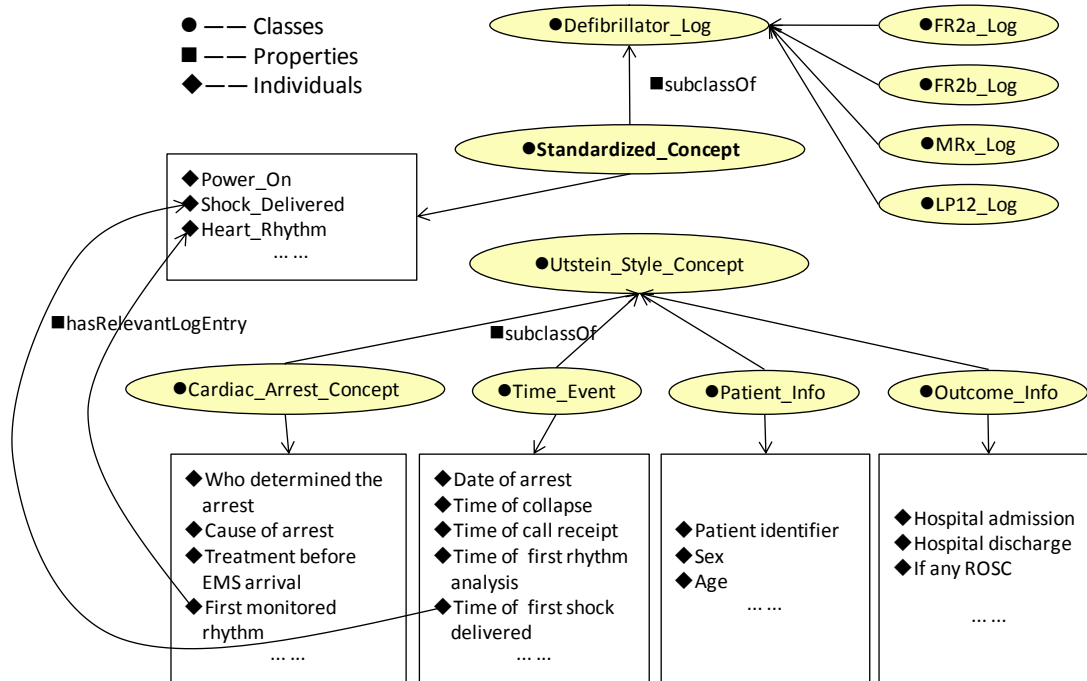 ● —— Classes
■ —— Properties
◆ —— Individuals
●Defibrillator_Log
●FR2a_Log
●FR2b_Log
●MRx_Log
●LP12_Log
■subclassOf
●Standardized_Concept
◆Power_On
◆Shock_Delivered
◆Heart_Rhythm
... ...
●Utstein_Style_Concept
■hasRelevantLogEntry
■subclassOf
●Cardiac_Arrest_Concept
●Time_Event
●Patient_Info
●Outcome_Info
◆Who determined the
arrest
◆Cause of arrest
◆Treatment before
EMS arrival
◆First monitored
rhythm
... ...
◆Date of arrest
◆Time of collapse
◆Time of call receipt
◆Time of first rhythm
analysis
◆Time of first shock
delivered
... ...
◆Patient identifier
◆Sex
◆Age
... ...
◆Hospital admission
◆Hospital discharge
◆If any ROSC
... ...